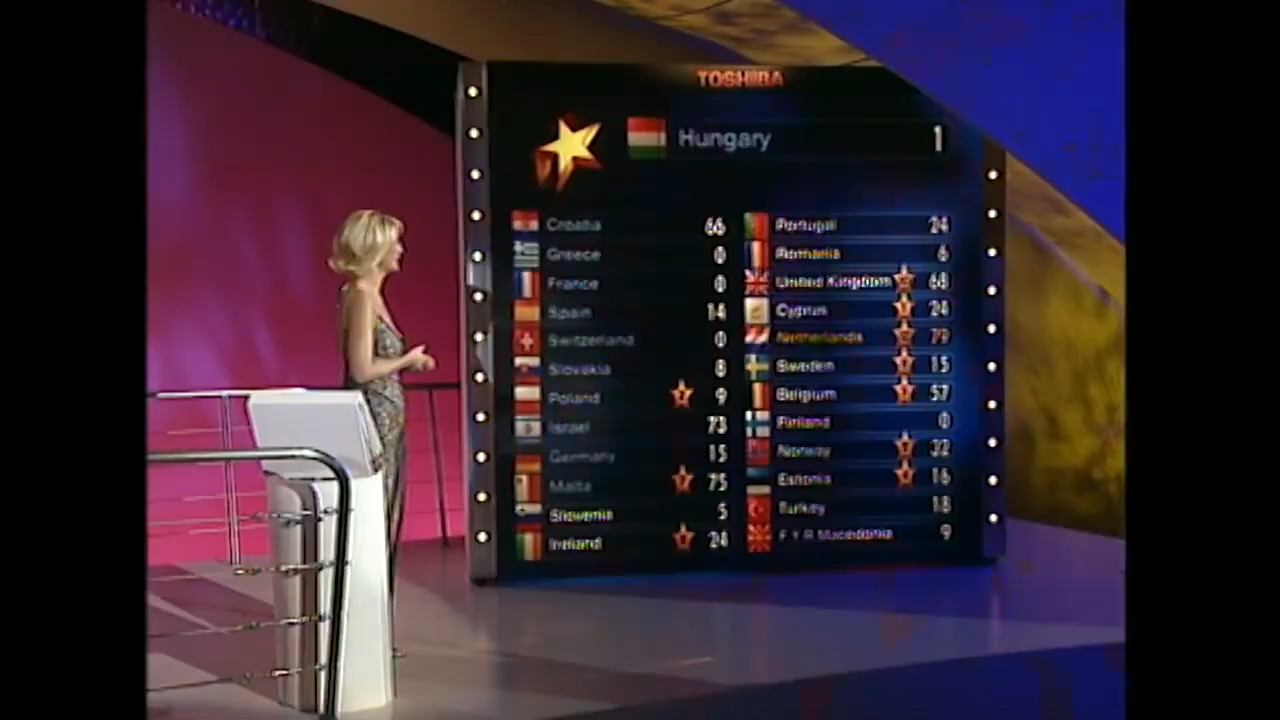 TOSHIBA
Hungary 1
Croatia 66
Greece 0
France 0
Spain 14
Switzerland 0
Slovakia 8
Poland 2 9
Israel 73
Germany 15
Malta 75
Slovenia 5
Ireland 24
Portugal 24
Romania 6
United Kingdom 68
Cyprus 24
Netherlands 79
Sweden 15
Belgium 57
Finland 0
Norway 32
Estonia 16
Turkey 18
F Y R Macedonia 9